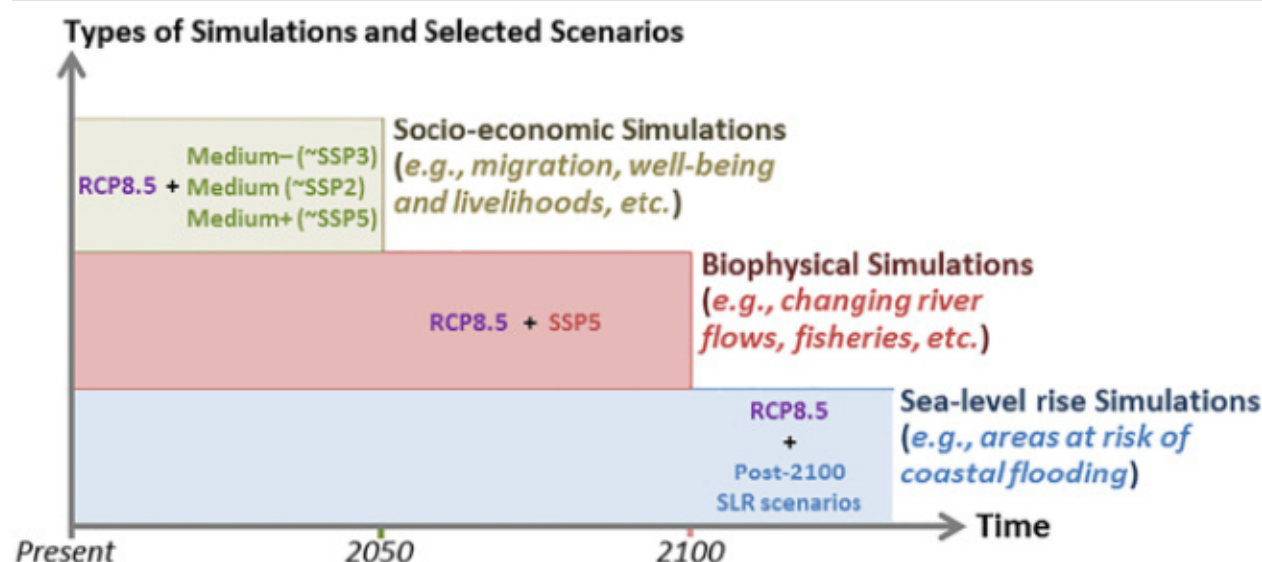 Types of Simulations and Selected Scenarios
Socio-economic Simulations
(e.g., migration, well-being
and livelihoods, etc.)
Medium– (~SSP3)
RCP8.5 + Medium (~SSP2)
Medium+ (~SSP5)
Biophysical Simulations
(e.g., changing river
flows, fisheries, etc.)
RCP8.5 + SSP5
Sea-level rise Simulations
(e.g., areas at risk of
coastal flooding)
RCP8.5
+
Post-2100
SLR scenarios
Time
Present 2050 2100